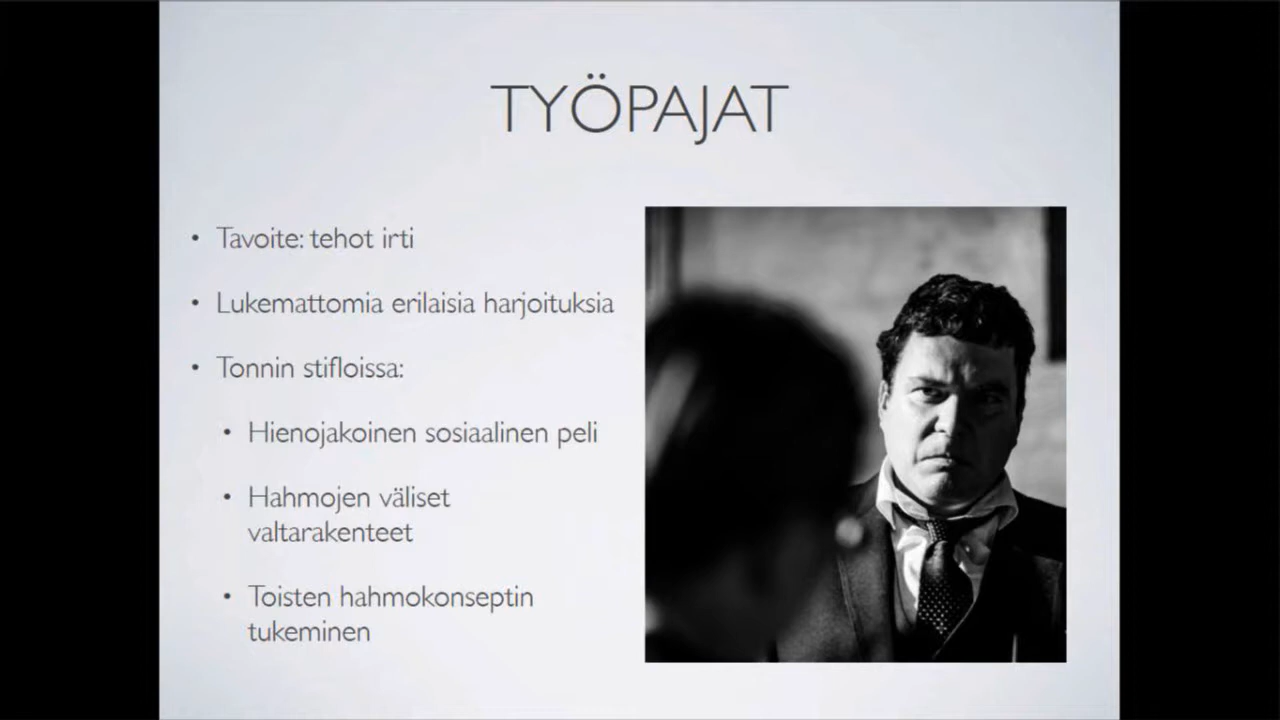 TYÖPAJAT
• Tavoite: tehot irti
• Lukemattomia erilaisia harjoituksia
• Tonnin stifloissa:
• Hienojakoinen sosiaalinen peli
• Hahmojen väliset
valtarakenteet
• Toisten hahmokonseptin
tukeminen